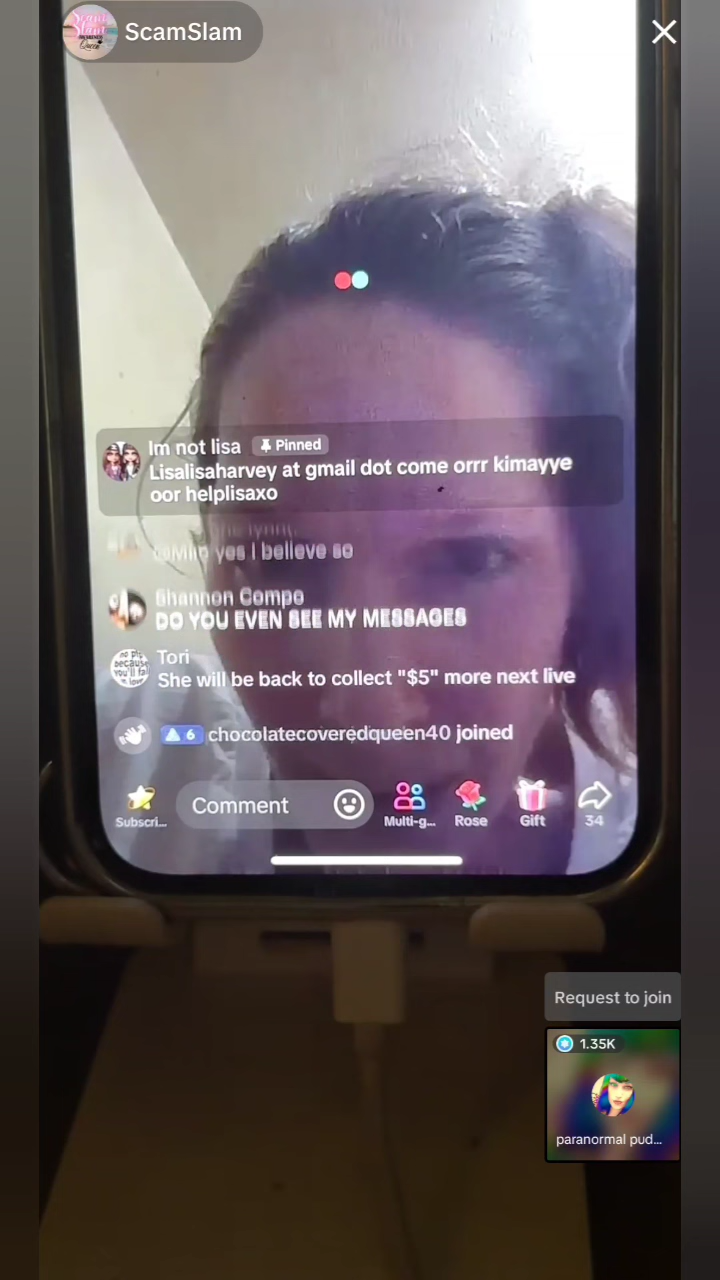 ScamSlam
Im not lisa Pinned
Lisalisaharvey at gmail dot come orrr kimayye
oor helplisaxo
yes I believe so
Shannon Compo
DO YOU EVEN SEE MY MESSAGES
Tori
She will be back to collect "$5" more next live
6 chocolatecoveredqueen40 joined
Comment
Subscri... Multi-g... Rose Gift 34
Request to join
1.35K
paranormal pud...